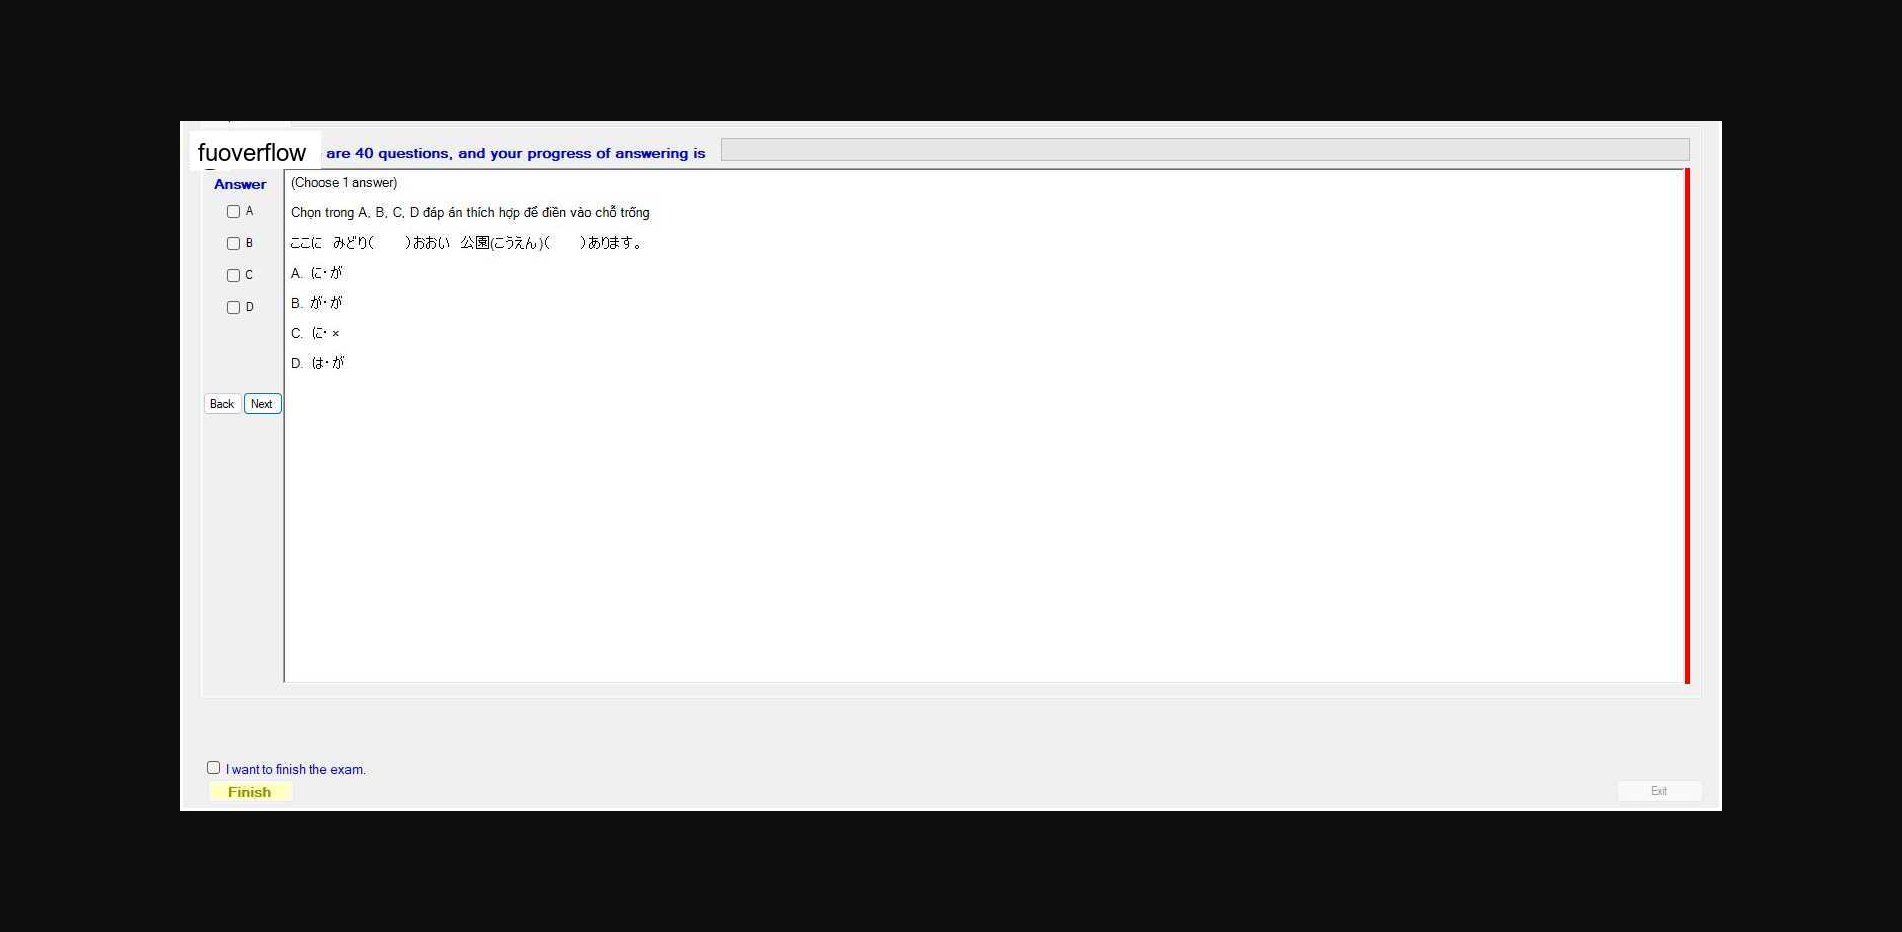 fuoverflow are 40 questions, and your progress of answering is
Answer
(Choose 1 answer)
A
Chọn trong A, B, C, D đáp án thích hợp để điền vào chỗ trống
B
ここに　みどり(　　)おおい　公園(こうえん)(　　)あります。
C
A. に・が
D
B. が・が
C. に・×
D. は・が
Back Next
I want to finish the exam.
Finish
Exit